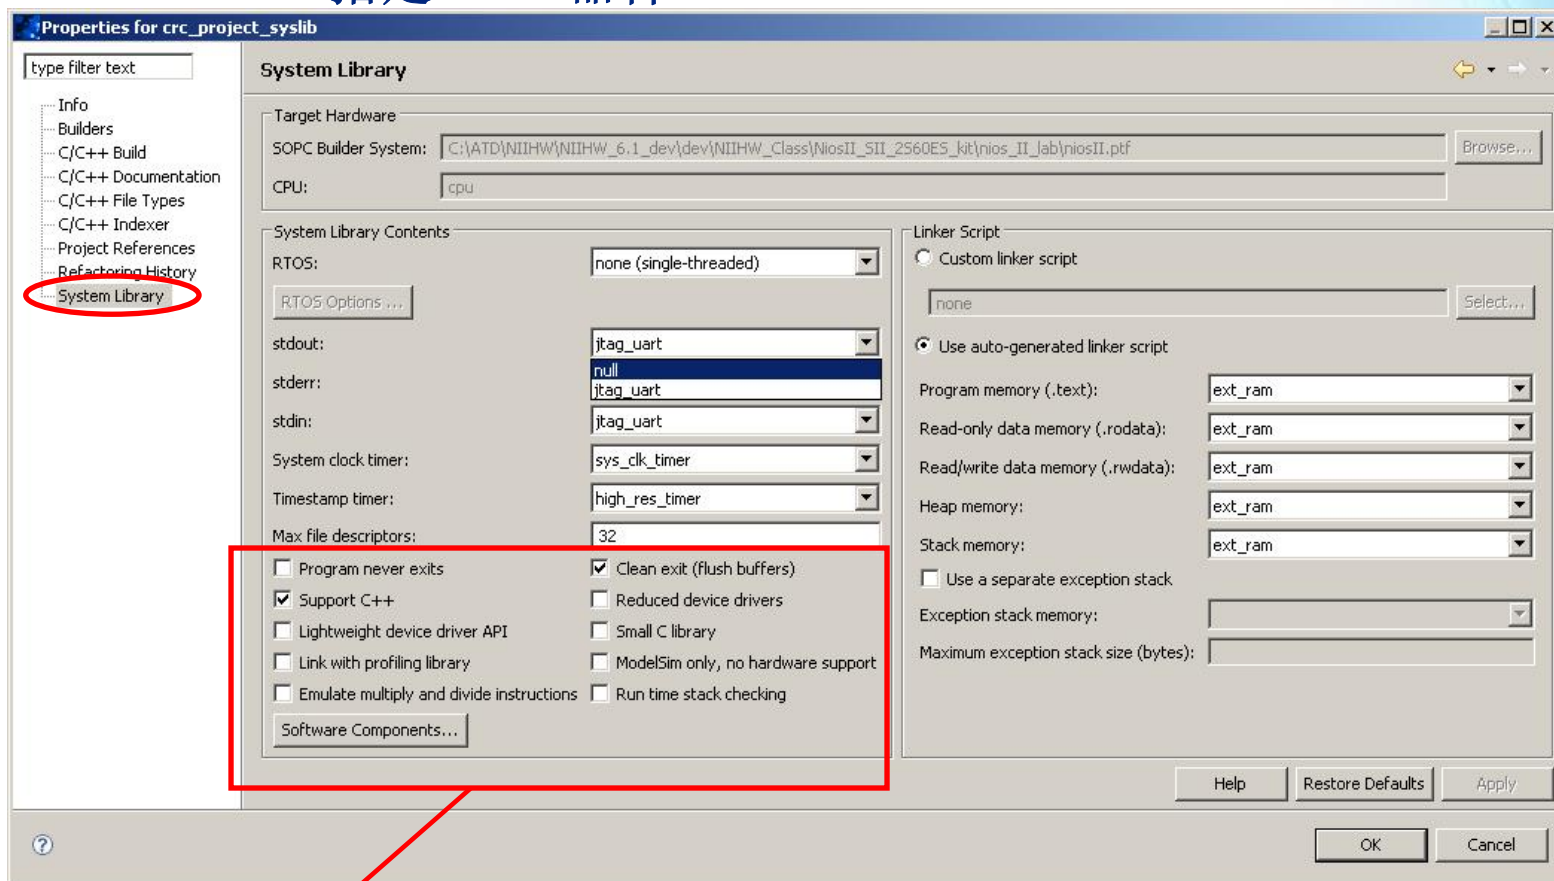 Properties for crc_project_syslib
type filter text
Info
Builders
C/C++ Build
C/C++ Documentation
C/C++ File Types
C/C++ Indexer
Project References
Refactoring History
System Library
System Library
Target Hardware
SOPC Builder System: C:\ATD\NIIHW\NIIHW_6.1_dev\dev\NIIHW_Class\NiosII_SII_2S60ES_kit\nios_II_lab\niosII.ptf Browse...
CPU: cpu
System Library Contents
RTOS: none (single-threaded)
RTOS Options ...
stdout: jtag_uart
null
stderr:
jtag_uart
stdin: jtag_uart
System clock timer: sys_clk_timer
Timestamp timer: high_res_timer
Max file descriptors: 32
Program never exits Clean exit (flush buffers)
Support C++ Reduced device drivers
Lightweight device driver API Small C library
Link with profiling library ModelSim only, no hardware support
Emulate multiply and divide instructions Run time stack checking
Software Components...
Linker Script
Custom linker script
none Select...
Use auto-generated linker script
Program memory (.text): ext_ram
Read-only data memory (.rodata): ext_ram
Read/write data memory (.rwdata): ext_ram
Heap memory: ext_ram
Stack memory: ext_ram
Use a separate exception stack
Exception stack memory:
Maximum exception stack size (bytes):
Help Restore Defaults Apply
OK Cancel